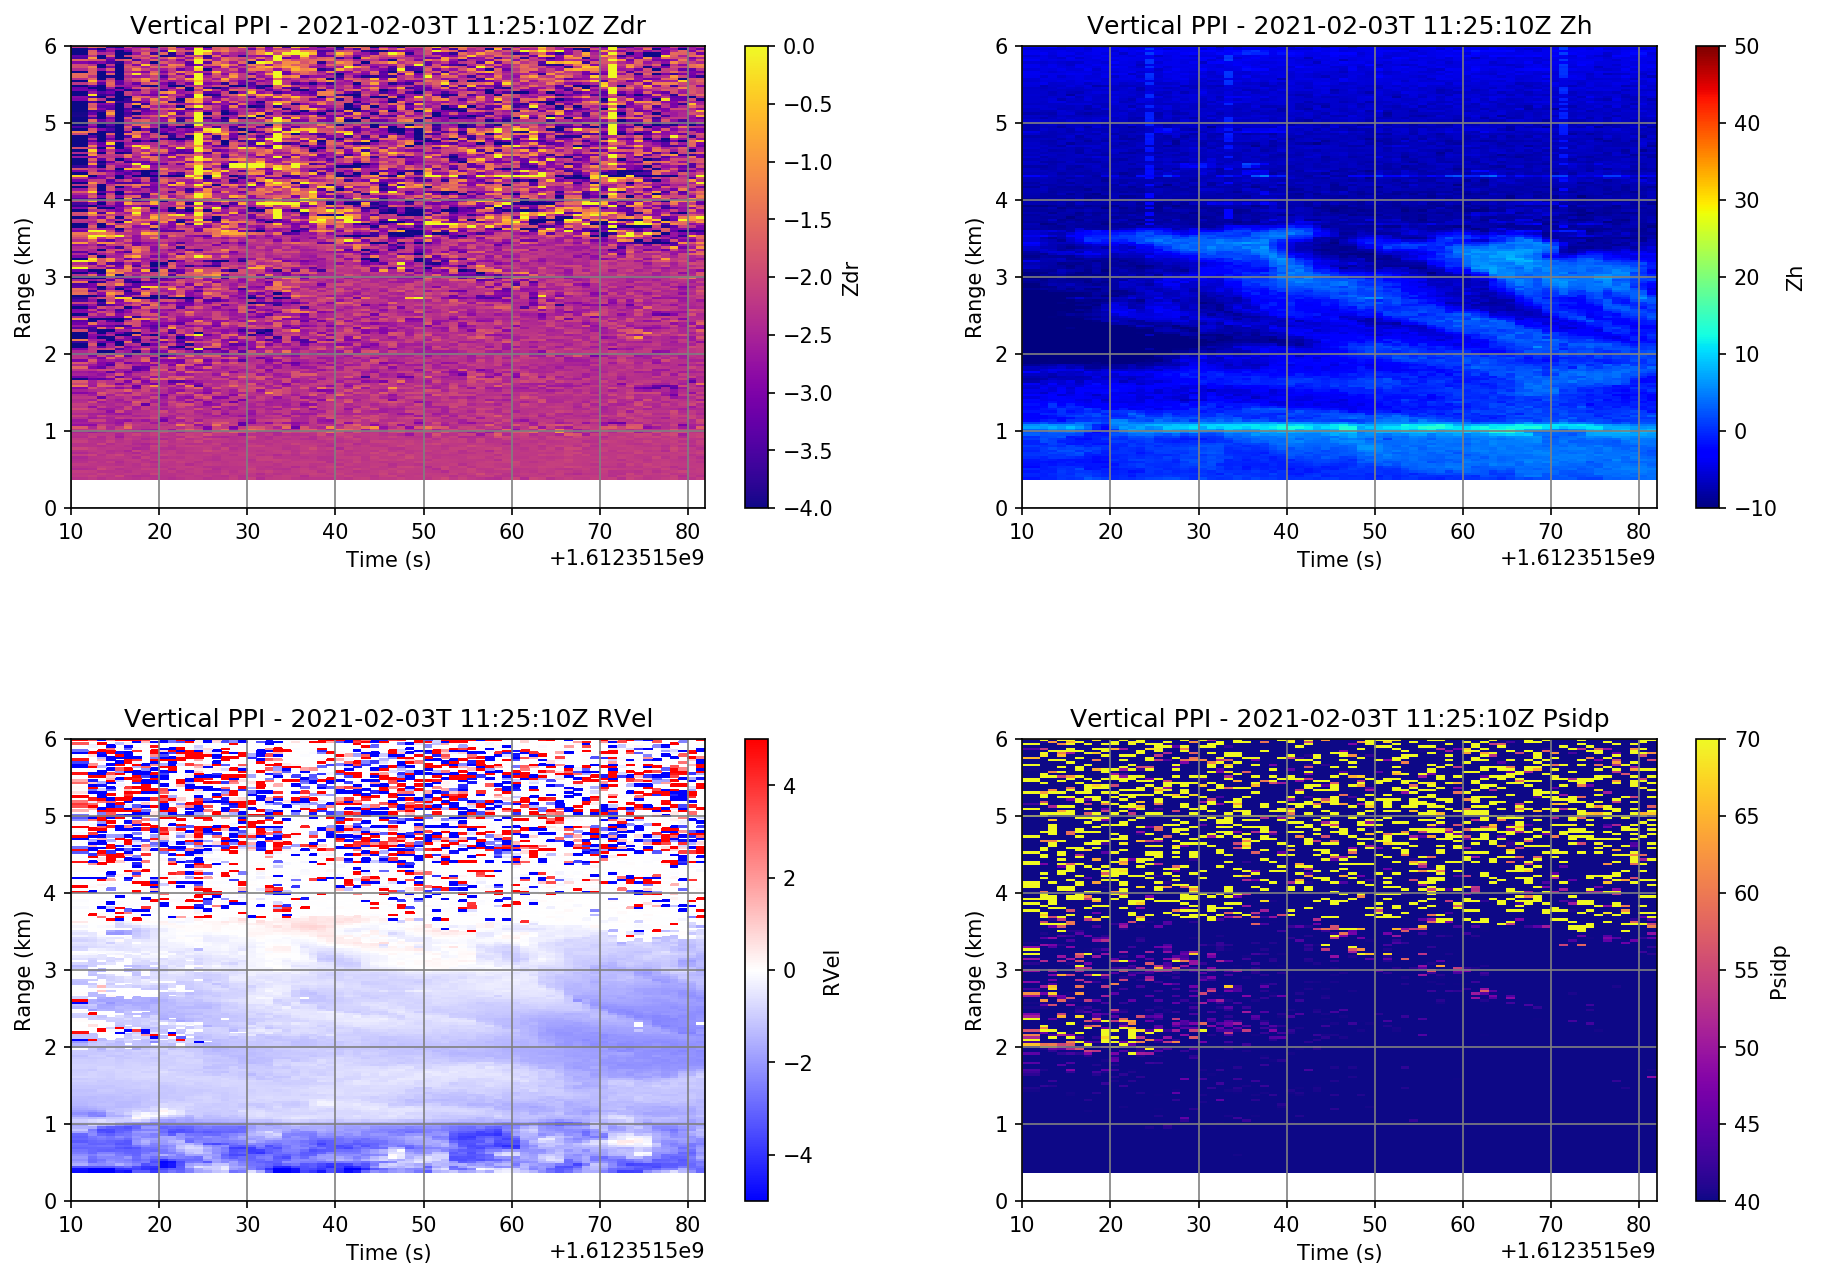 Vertical PPI - 2021-02-03T 11:25:10Z Zdr
6
5
4
3
2
1
0
Range (km)
10 20 30 40 50 60 70 80
Time (s)
+1.6123515e9
0.0
−0.5
−1.0
−1.5
−2.0
−2.5
−3.0
−3.5
−4.0
Zdr
Vertical PPI - 2021-02-03T 11:25:10Z Zh
6
5
4
3
2
1
0
Range (km)
10 20 30 40 50 60 70 80
Time (s)
+1.6123515e9
50
40
30
20
10
0
−10
Zh
Vertical PPI - 2021-02-03T 11:25:10Z RVel
6
5
4
3
2
1
0
Range (km)
10 20 30 40 50 60 70 80
Time (s)
+1.6123515e9
4
2
0
−2
−4
RVel
Vertical PPI - 2021-02-03T 11:25:10Z Psidp
6
5
4
3
2
1
0
Range (km)
10 20 30 40 50 60 70 80
Time (s)
+1.6123515e9
70
65
60
55
50
45
40
Psidp